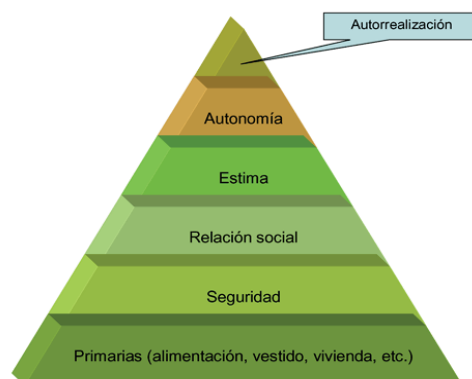 Autorrealización
Autonomía
Estima
Relación social
Seguridad
Primarias (alimentación, vestido, vivienda, etc.)